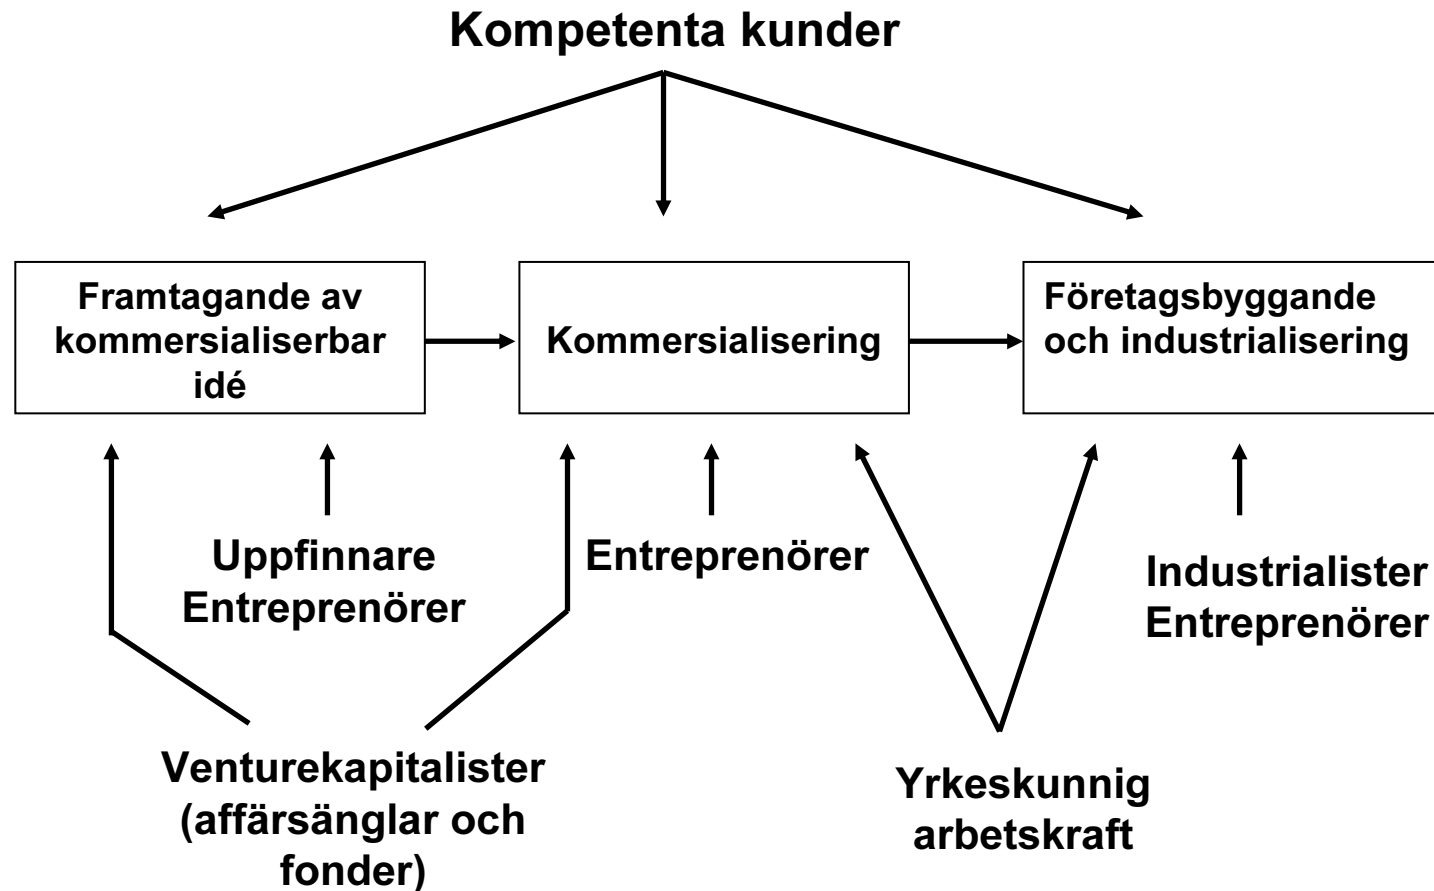 Kompetenta kunder
Framtagande av
kommersialiserbar
idé
Kommersialisering
Företagsbyggande
och industrialisering
Uppfinnare
Entreprenörer
Entreprenörer
Industrialister
Entreprenörer
Venturekapitalister
(affärsänglar och
fonder)
Yrkeskunnig
arbetskraft